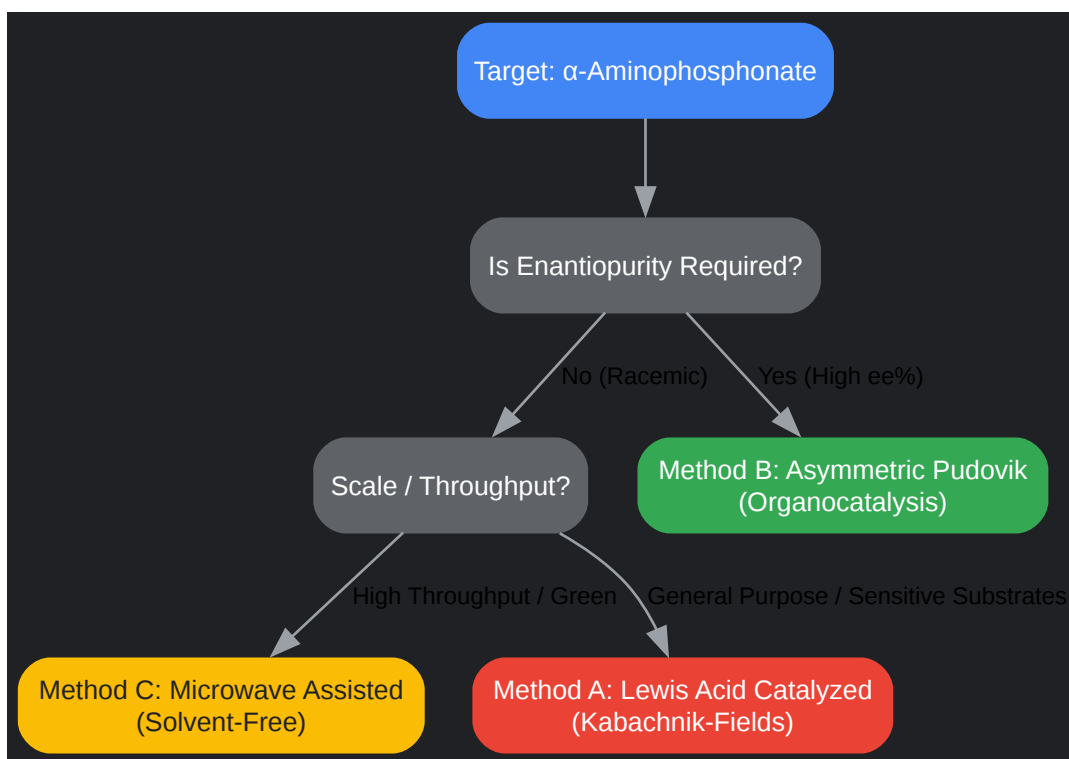 Target: α-Aminophosphonate
Is Enantiopurity Required?
No (Racemic)
Yes (High ee%)
Scale / Throughput?
Method B: Asymmetric Pudovik
(Organocatalysis)
High Throughput / Green
General Purpose / Sensitive Substrates
Method C: Microwave Assisted
(Solvent-Free)
Method A: Lewis Acid Catalyzed
(Kabachnik-Fields)